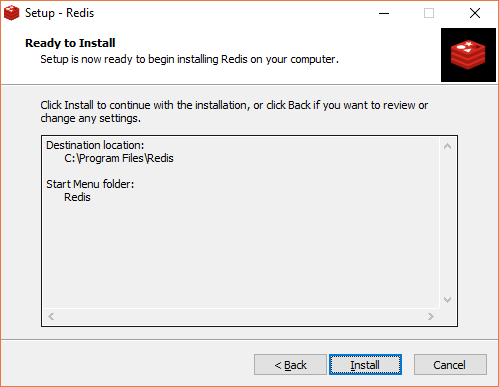 Setup - Redis
Ready to Install
Setup is now ready to begin installing Redis on your computer.
Click Install to continue with the installation, or click Back if you want to review or
change any settings.
Destination location:
C:\Program Files\Redis
Start Menu folder:
Redis
< Back
Install
Cancel